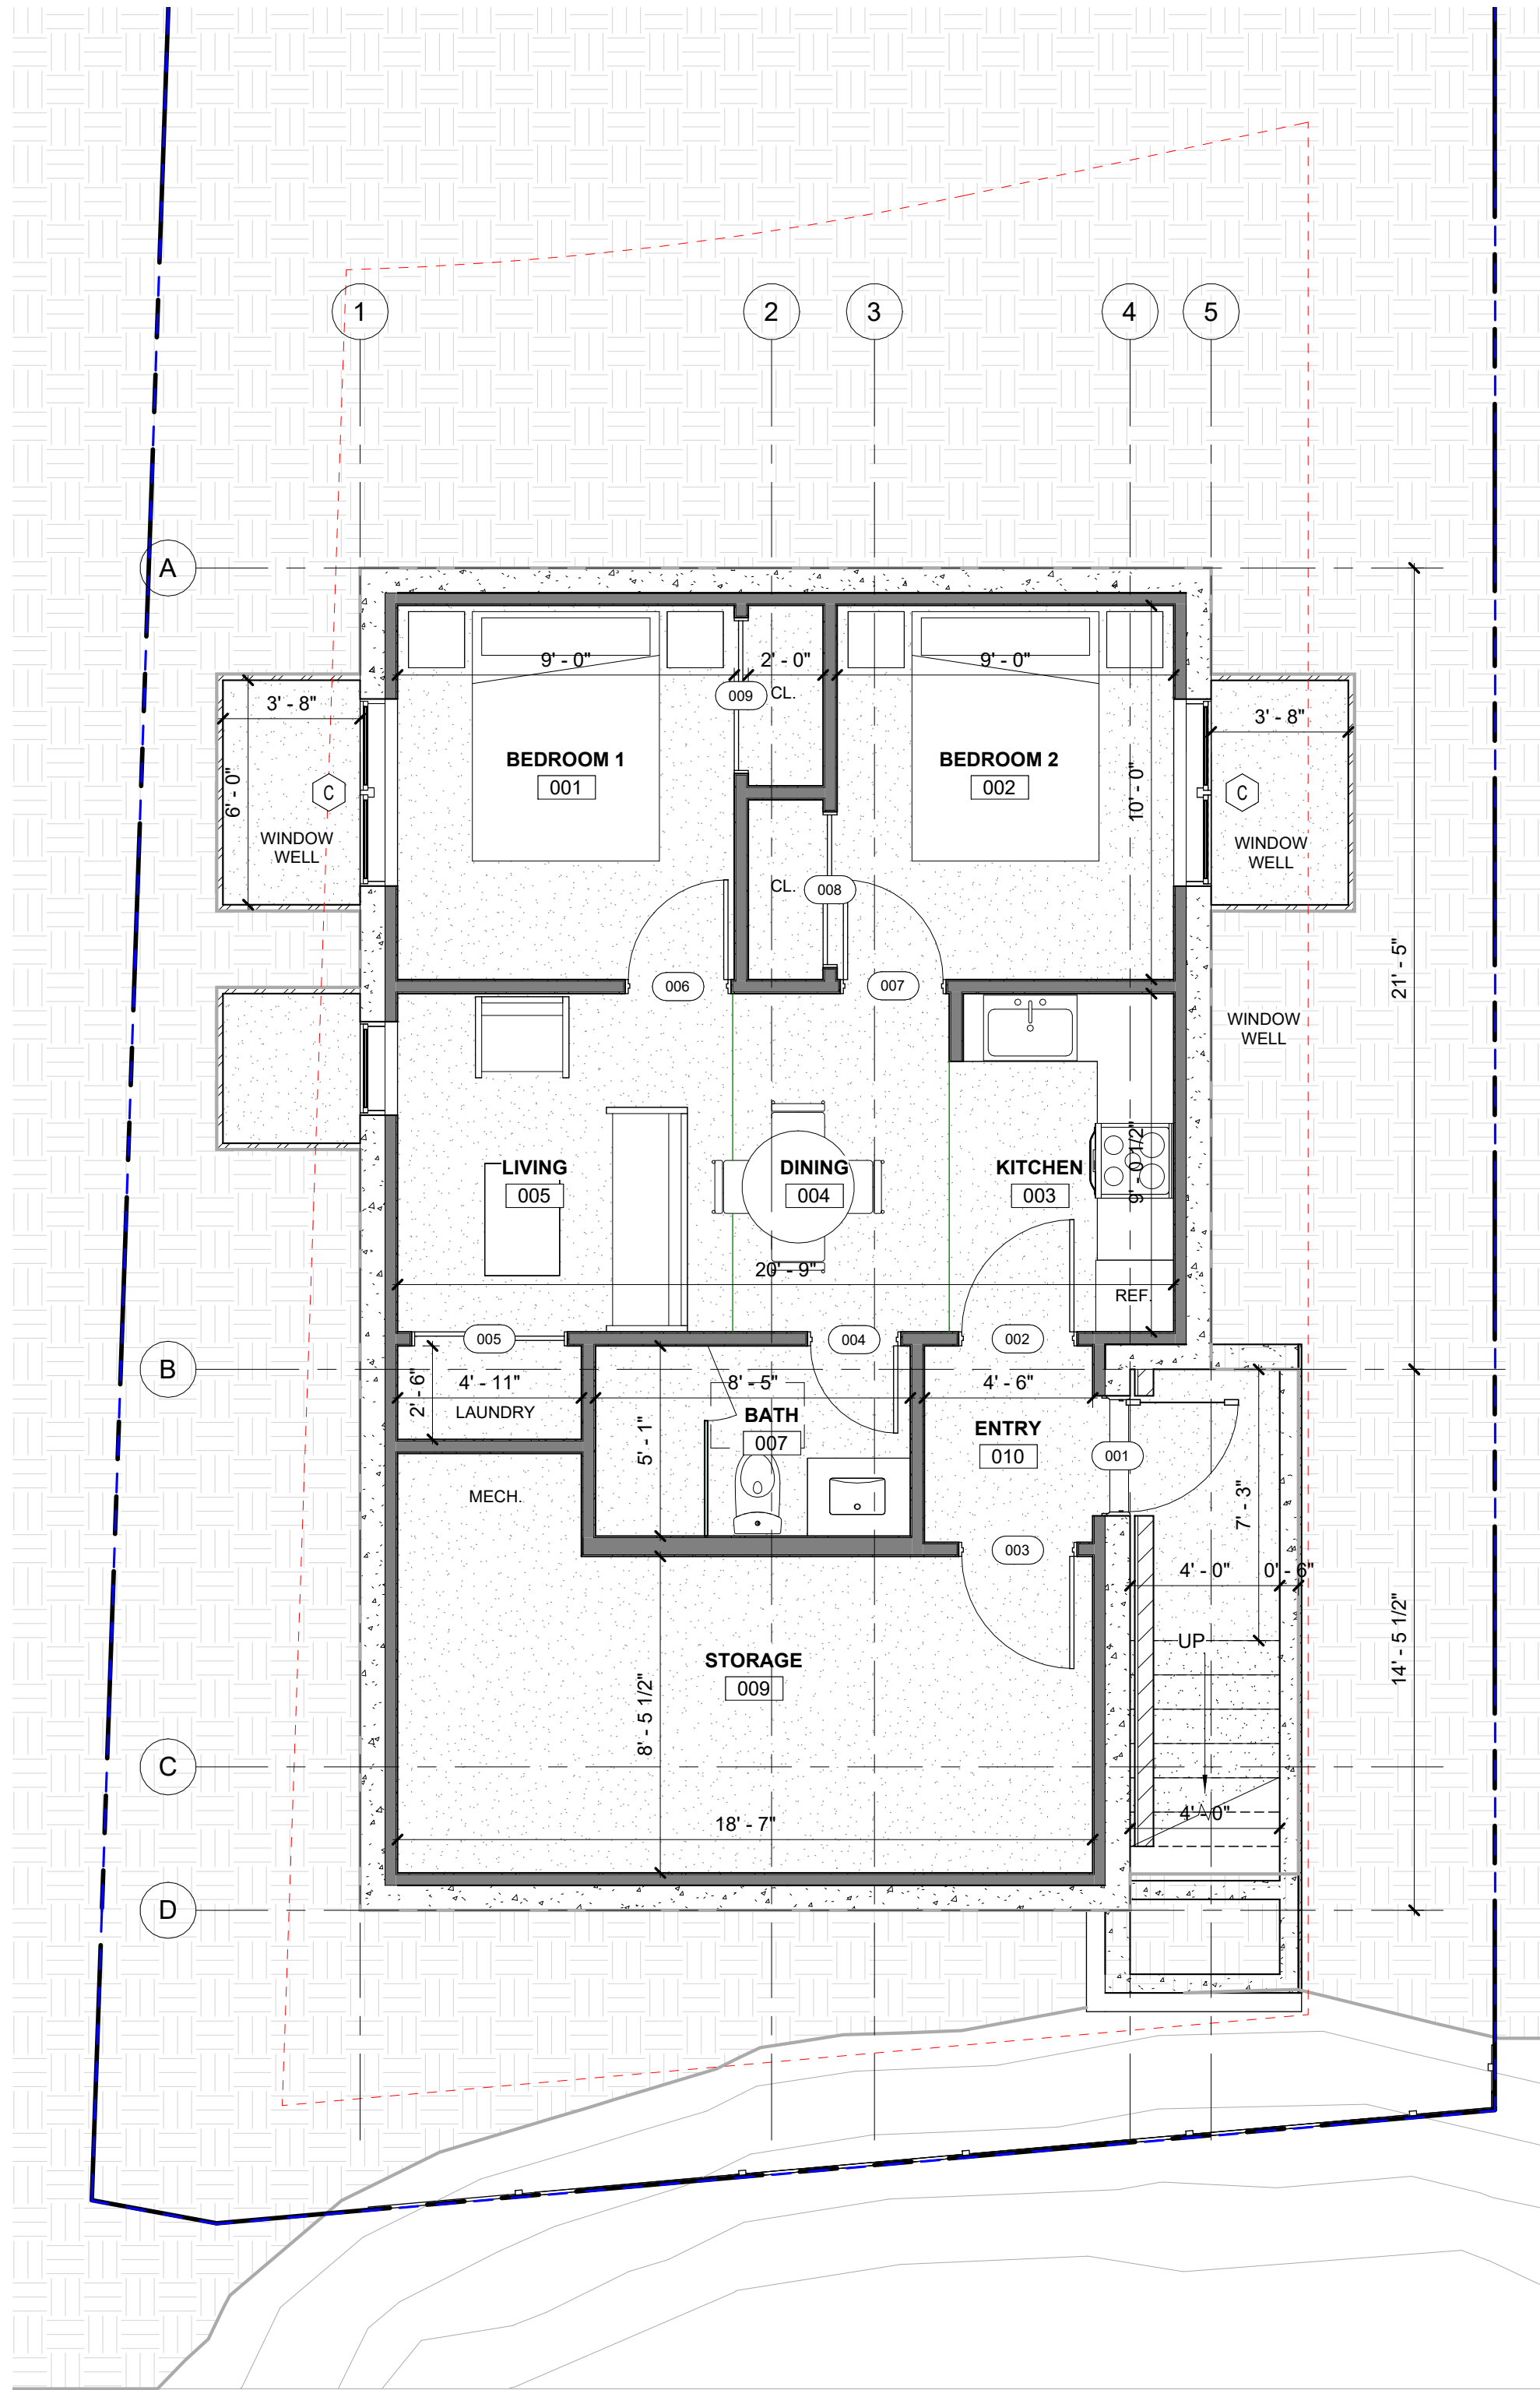 1
2
3
4
5
A
9' - 0"
2' - 0"
9' - 0"
009
CL.
3' - 8"
3' - 8"
BEDROOM 1
001
BEDROOM 2
002
6' - 0"
C
10' - 0"
C
WINDOW
WELL
WINDOW
WELL
CL.
008
21' - 5"
006
007
WINDOW
WELL
LIVING
005
DINING
004
KITCHEN
003
9' - 0 1/2"
20' - 9"
REF.
005
004
002
B
2' - 6"
4' - 11"
8' - 5"
4' - 6"
LAUNDRY
BATH
007
ENTRY
010
5' - 1"
001
MECH.
7' - 3"
003
4' - 0"
0' - 6"
14' - 5 1/2"
UP
STORAGE
009
8' - 5 1/2"
C
18' - 7"
4' - 0"
D